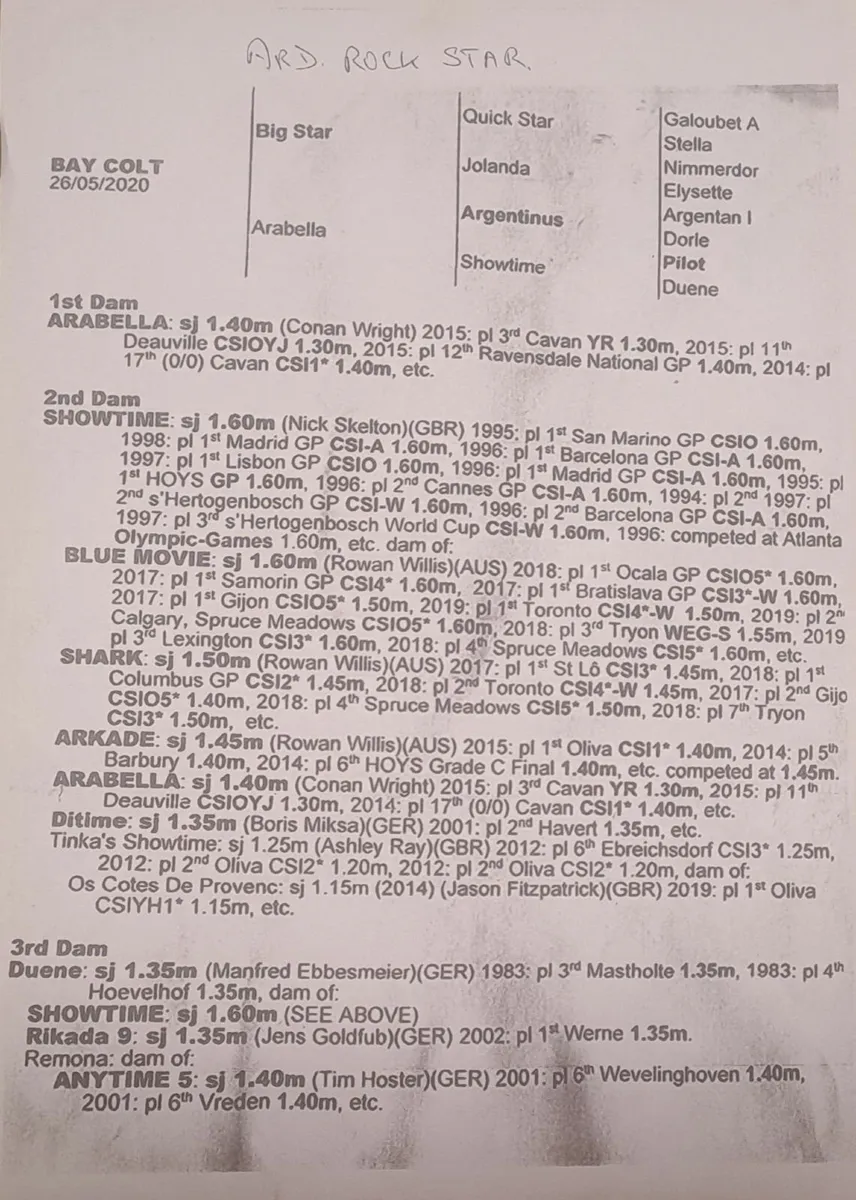 ARD. ROCK STAR.
Big Star
Quick Star
Galoubet A
Stella
BAY COLT
26/05/2020
Jolanda
Nimmerdor
Elysette
Arabella
Argentinus
Argentan I
Dorle
Showtime
Pilot
Duene
1st Dam
ARABELLA: sj 1.40m (Conan Wright) 2015: pl 3rd Cavan YR 1.30m, 2015: pl 11th
Deauville CSIOYJ 1.30m, 2015: pl 12th Ravensdale National GP 1.40m, 2014: pl
17th (0/0) Cavan CSI1* 1.40m, etc.
2nd Dam
SHOWTIME: sj 1.60m (Nick Skelton)(GBR) 1995: pl 1st San Marino GP CSIO 1.60m,
1998: pl 1st Madrid GP CSI-A 1.60m, 1996: pl 1st Barcelona GP CSI-A 1.60m,
1997: pl 1st Lisbon GP CSIO 1.60m, 1996: pl 1st Madrid GP CSI-A 1.60m, 1995: pl
1st HOYS GP 1.60m, 1996: pl 2nd Cannes GP CSI-A 1.60m, 1994: pl 2nd 1997: pl
2nd s'Hertogenbosch GP CSI-W 1.60m, 1996: pl 2nd Barcelona GP CSI-A 1.60m,
1997: pl 3rd s'Hertogenbosch World Cup CSI-W 1.60m, 1996: competed at Atlanta
Olympic-Games 1.60m, etc. dam of:
BLUE MOVIE: sj 1.60m (Rowan Willis)(AUS) 2018: pl 1st Ocala GP CSIO5* 1.60m,
2017: pl 1st Samorin GP CSI4* 1.60m, 2017: pl 1st Bratislava GP CSI3*-W 1.60m,
2017: pl 1st Gijon CSIO5* 1.50m, 2019: pl 1st Toronto CSI4*-W 1.50m, 2019: pl 2n
Calgary, Spruce Meadows CSIO5* 1.60m, 2018: pl 3rd Tryon WEG-S 1.55m, 2019
pl 3rd Lexington CSI3* 1.60m, 2018: pl 4th Spruce Meadows CSI5* 1.60m, etc.
SHARK: sj 1.50m (Rowan Willis)(AUS) 2017: pl 1st St Lô CSI3* 1.45m, 2018: pl 1st
Columbus GP CSI2* 1.45m, 2018: pl 2nd Toronto CSI4*-W 1.45m, 2017: pl 2nd Gijo
CSIO5* 1.40m, 2018: pl 4th Spruce Meadows CSI5* 1.50m, 2018: pl 7th Tryon
CSI3* 1.50m, etc.
ARKADE: sj 1.45m (Rowan Willis)(AUS) 2015: pl 1st Oliva CSI1* 1.40m, 2014: pl 5th
Barbury 1.40m, 2014: pl 6th HOYS Grade C Final 1.40m, etc. competed at 1.45m.
ARABELLA: sj 1.40m (Conan Wright) 2015: pl 3rd Cavan YR 1.30m, 2015: pl 11th
Deauville CSIOYJ 1.30m, 2014: pl 17th (0/0) Cavan CSI1* 1.40m, etc.
Ditime: sj 1.35m (Boris Miksa)(GER) 2001: pl 2nd Havert 1.35m, etc.
Tinka's Showtime: sj 1.25m (Ashley Ray)(GBR) 2012: pl 6th Ebreichsdorf CSI3* 1.25m,
2012: pl 2nd Oliva CSI2* 1.20m, 2012: pl 2nd Oliva CSI2* 1.20m, dam of:
Os Cotes De Provenc: sj 1.15m (2014) (Jason Fitzpatrick)(GBR) 2019: pl 1st Oliva
CSIYH1* 1.15m, etc.
3rd Dam
Duene: sj 1.35m (Manfred Ebbesmeier)(GER) 1983: pl 3rd Mastholte 1.35m, 1983: pl 4th
Hoevelhof 1.35m, dam of:
SHOWTIME: sj 1.60m (SEE ABOVE)
Rikada 9: sj 1.35m (Jens Goldfub)(GER) 2002: pl 1st Werne 1.35m.
Remona: dam of:
ANYTIME 5: sj 1.40m (Tim Hoster)(GER) 2001: pl 6th Wevelinghoven 1.40m,
2001: pl 6th Vreden 1.40m, etc.